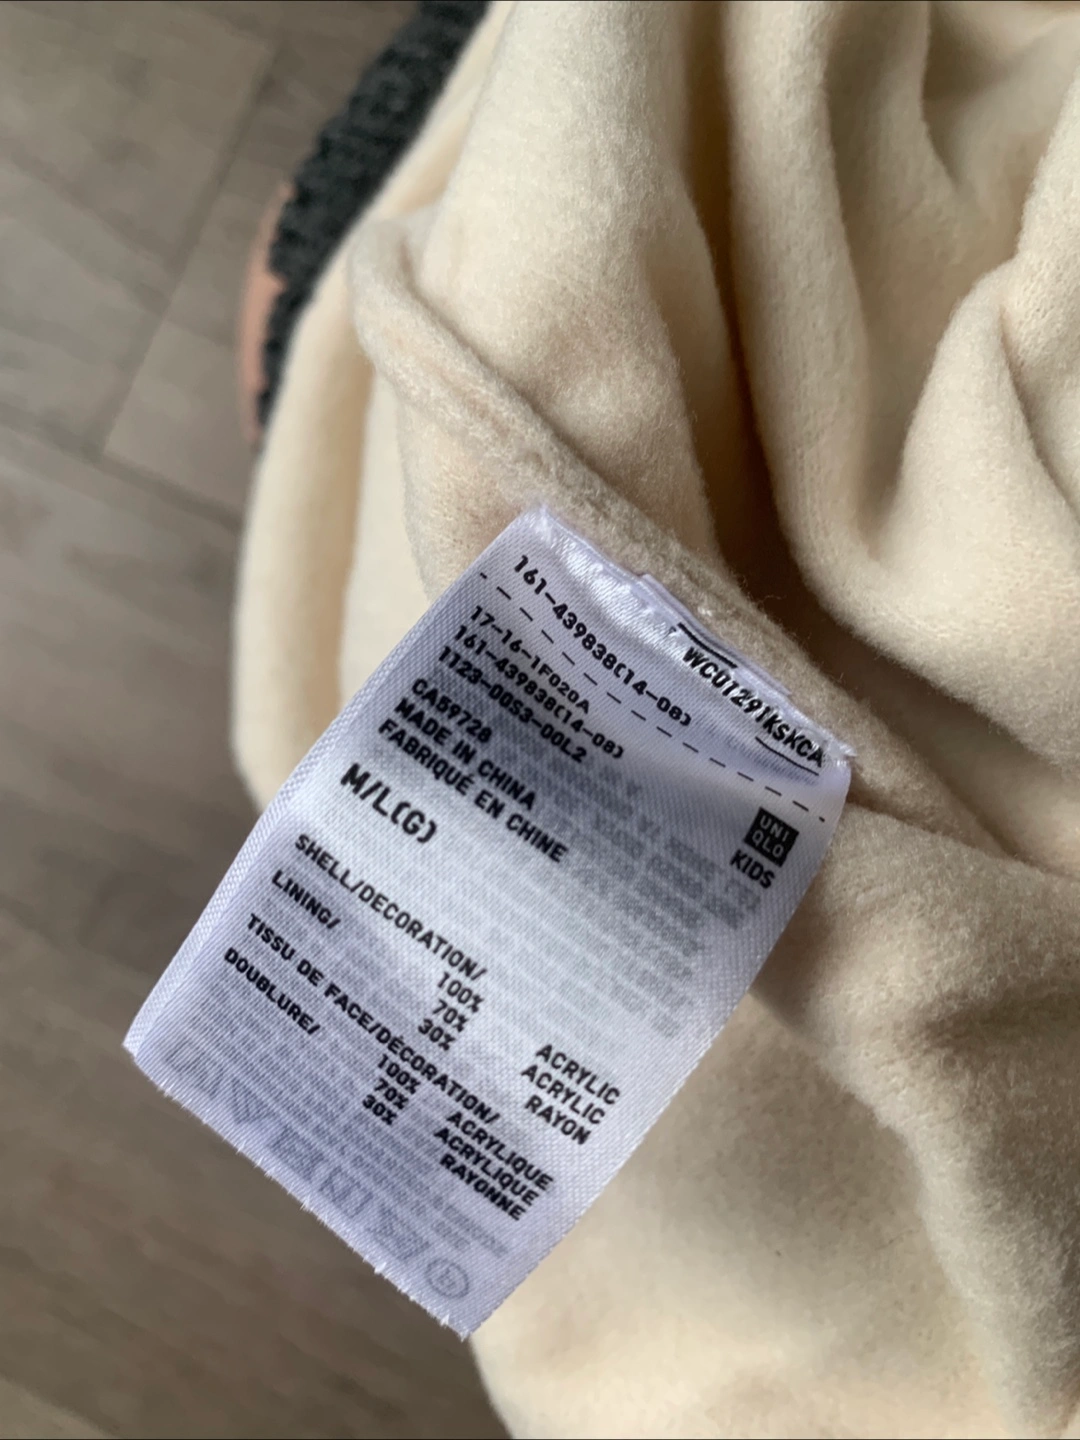 161-439838(14-08)
WC01291KSKCA
17-16-1F020A
161-439838(14-08)
1123-00S3-00L2
CA59728
MADE IN CHINA
FABRIQUÉ EN CHINE
UNI
QLO
KIDS
M/L(G)
SHELL/DECORATION/
100% ACRYLIC
LINING/
70% ACRYLIC
30% RAYON
TISSU DE FACE/DÉCORATION/
100% ACRYLIQUE
DOUBLURE/
70% ACRYLIQUE
30% RAYONNE